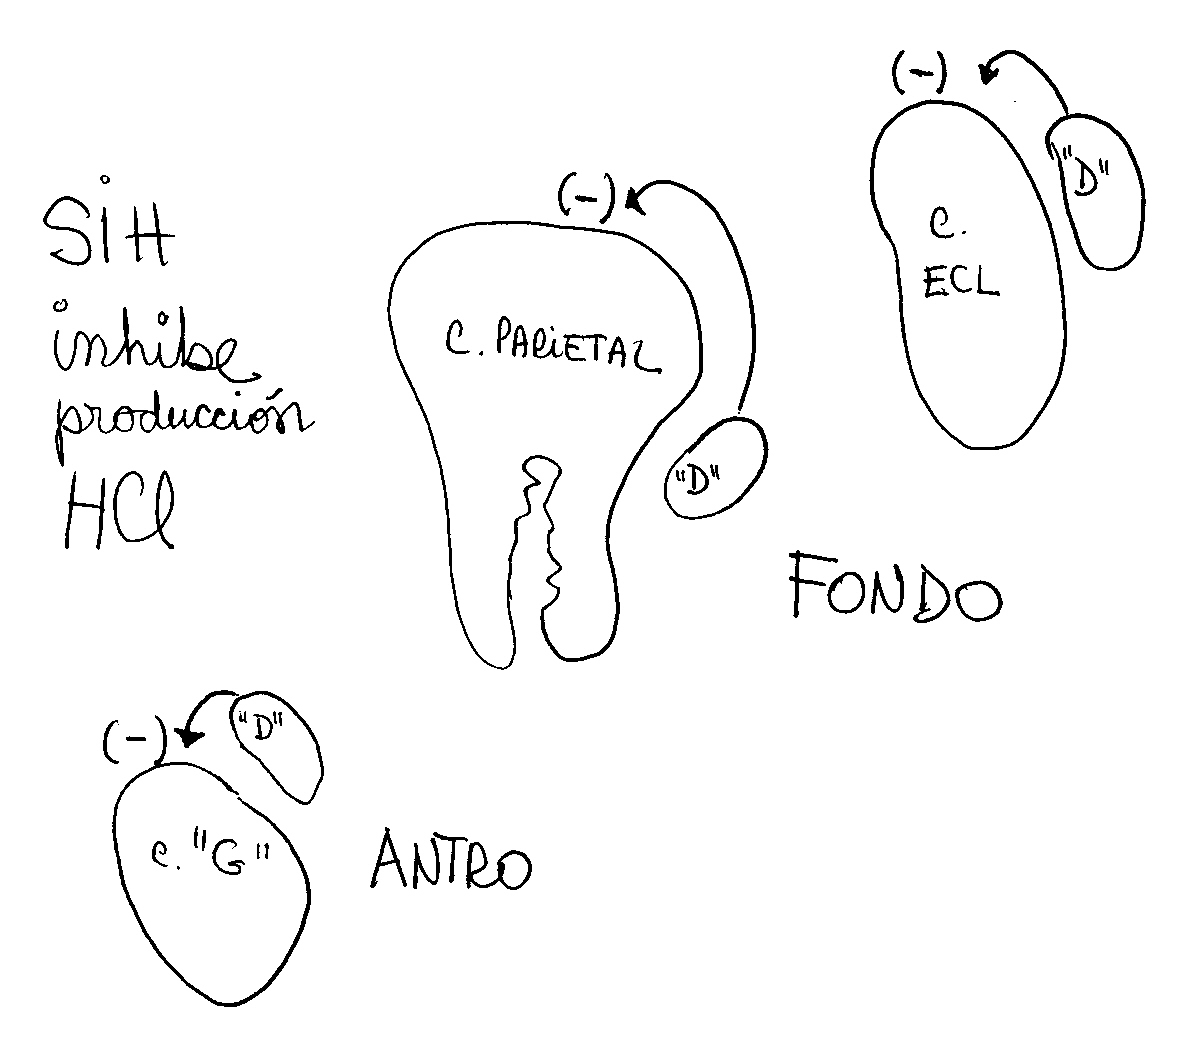 SiH
inhibe
producción
HCl
(-)
C. PARiETAL
"D"
(-)
"D"
C.
ECL
FONDO
(-)
"D"
C. "G"
ANTRO